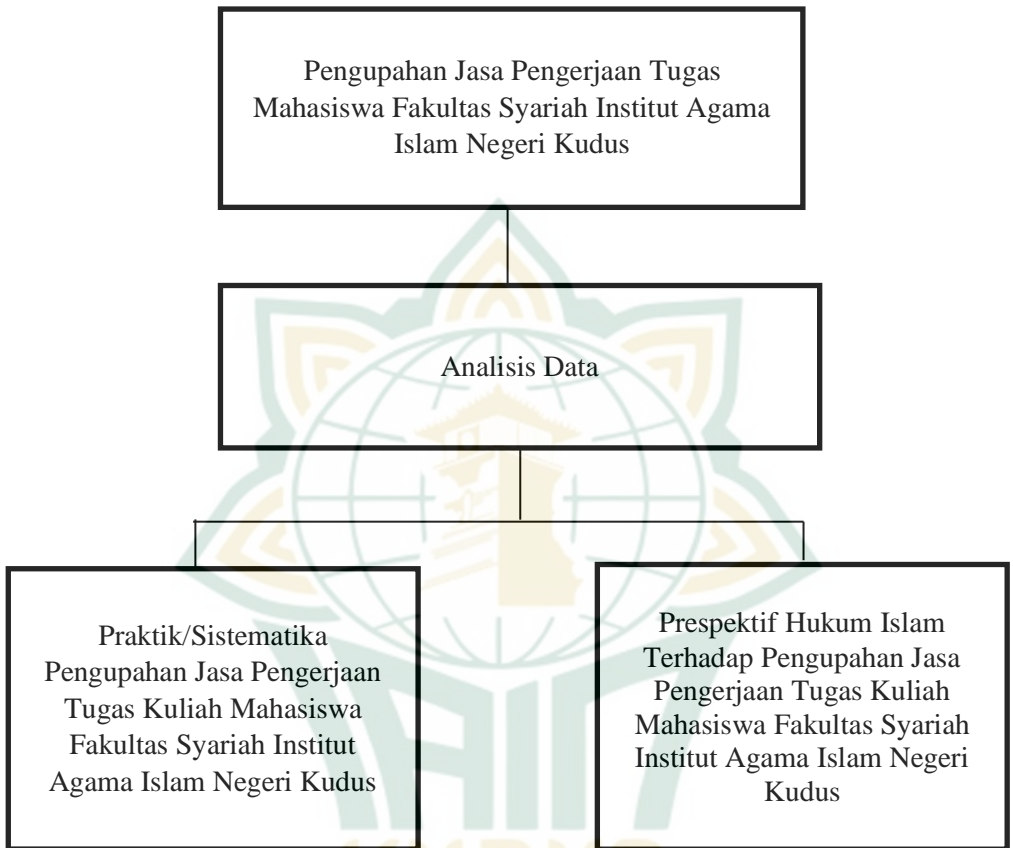 Pengupahan Jasa Pengerjaan Tugas
Mahasiswa Fakultas Syariah Institut Agama
Islam Negeri Kudus
Analisis Data
Praktik/Sistematika
Pengupahan Jasa Pengerjaan
Tugas Kuliah Mahasiswa
Fakultas Syariah Institut
Agama Islam Negeri Kudus
Prespektif Hukum Islam
Terhadap Pengupahan Jasa
Pengerjaan Tugas Kuliah
Mahasiswa Fakultas Syariah
Institut Agama Islam Negeri
Kudus